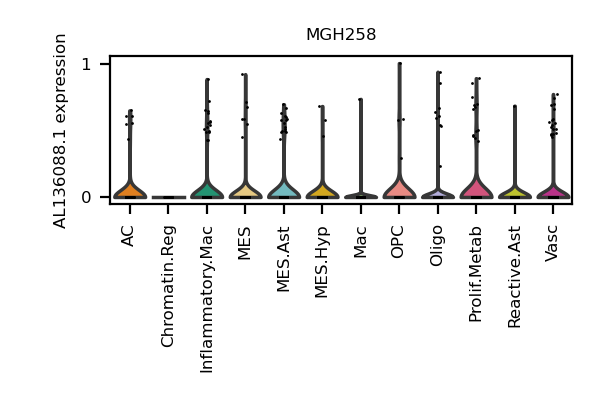 MGH258
AL136088.1 expression
1
0
AC
Chromatin.Reg
Inflammatory.Mac
MES
MES.Ast
MES.Hyp
Mac
OPC
Oligo
Prolif.Metab
Reactive.Ast
Vasc